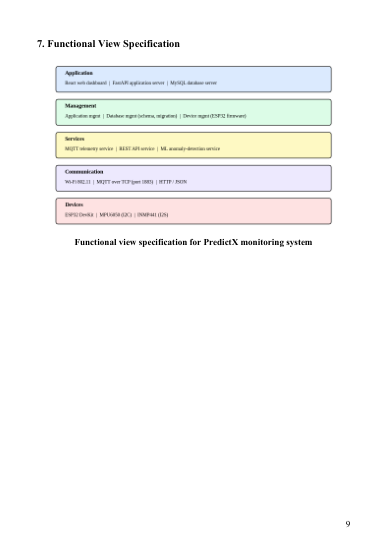 7. Functional View Specification
Application
React web dashboard | FastAPI application server | MySQL database server
Management
Application mgmt | Database mgmt (schema, migration) | Device mgmt (ESP32 firmware)
Services
MQTT telemetry service | REST API service | ML anomaly-detection service
Communication
Wi-Fi 802.11 | MQTT over TCP (port 1883) | HTTP / JSON
Devices
ESP32 DevKit | MPU6050 (I2C) | INMP441 (I2S)
Functional view specification for PredictX monitoring system
9